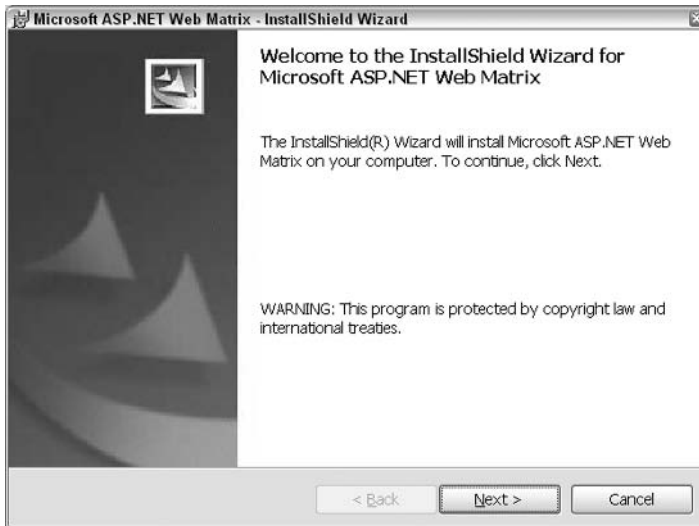 Microsoft ASP.NET Web Matrix - InstallShield Wizard
Welcome to the InstallShield Wizard for
Microsoft ASP.NET Web Matrix
The InstallShield(R) Wizard will install Microsoft ASP.NET Web
Matrix on your computer. To continue, click Next.
WARNING: This program is protected by copyright law and
international treaties.
< Back
Next >
Cancel